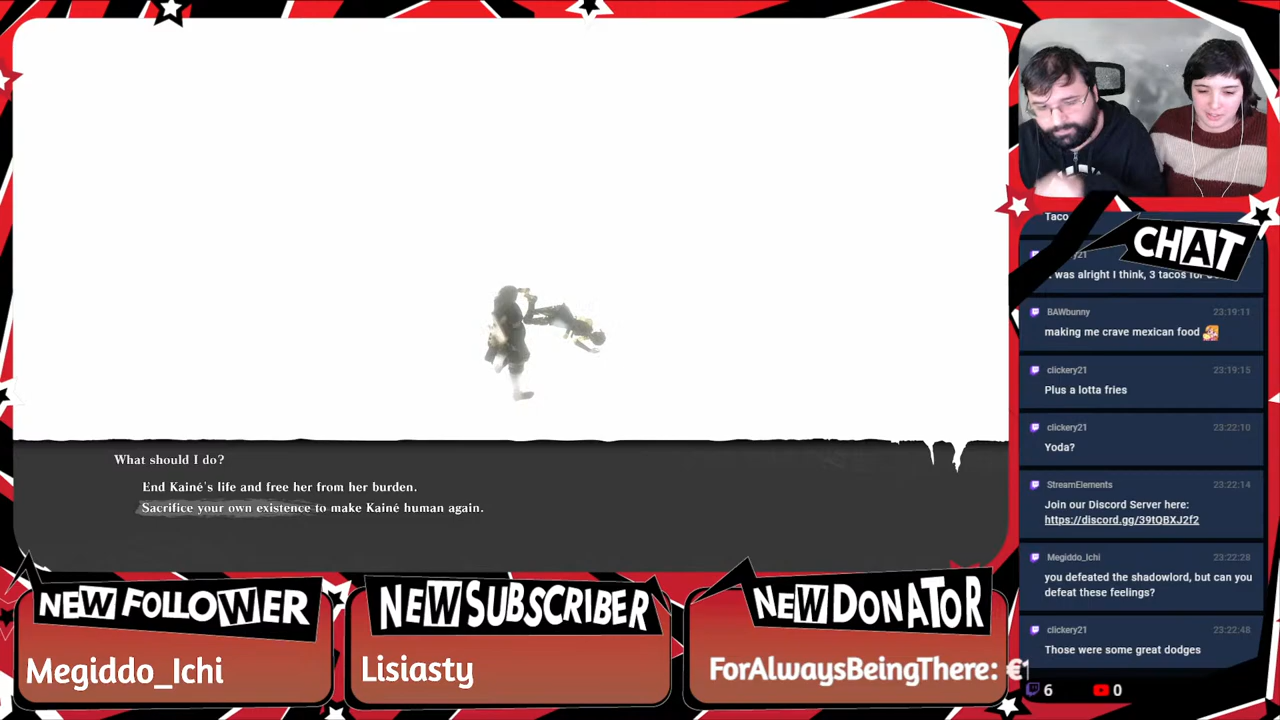 What should I do?
End Kainé's life and free her from her burden.
Sacrifice your own existence to make Kainé human again.
CHAT
Taco
was alright I think, 3 tacos for
BAWbunny 23:19:11
making me crave mexican food
clickery21 23:19:15
Plus a lotta fries
clickery21 23:22:10
Yoda?
StreamElements 23:22:14
Join our Discord Server here:
https://discord.gg/39tQBXJ2f2
Megiddo_Ichi 23:22:28
you defeated the shadowlord, but can you
defeat these feelings?
clickery21 23:22:48
Those were some great dodges
6 0
NEW FOLLOWER
Megiddo_Ichi
NEW SUBSCRIBER
Lisiasty
NEW DONATOR
ForAlwaysBeingThere: €